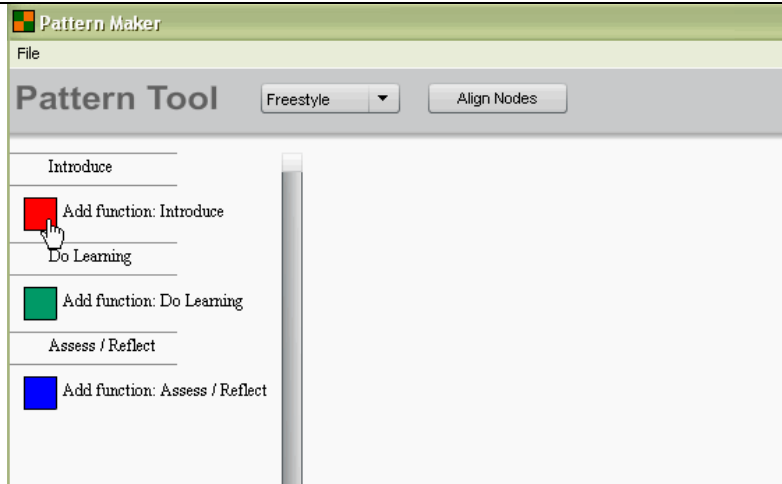 Pattern Maker
File
Pattern Tool Freestyle Align Nodes
Introduce
Add function: Introduce
Do Learning
Add function: Do Learning
Assess / Reflect
Add function: Assess / Reflect